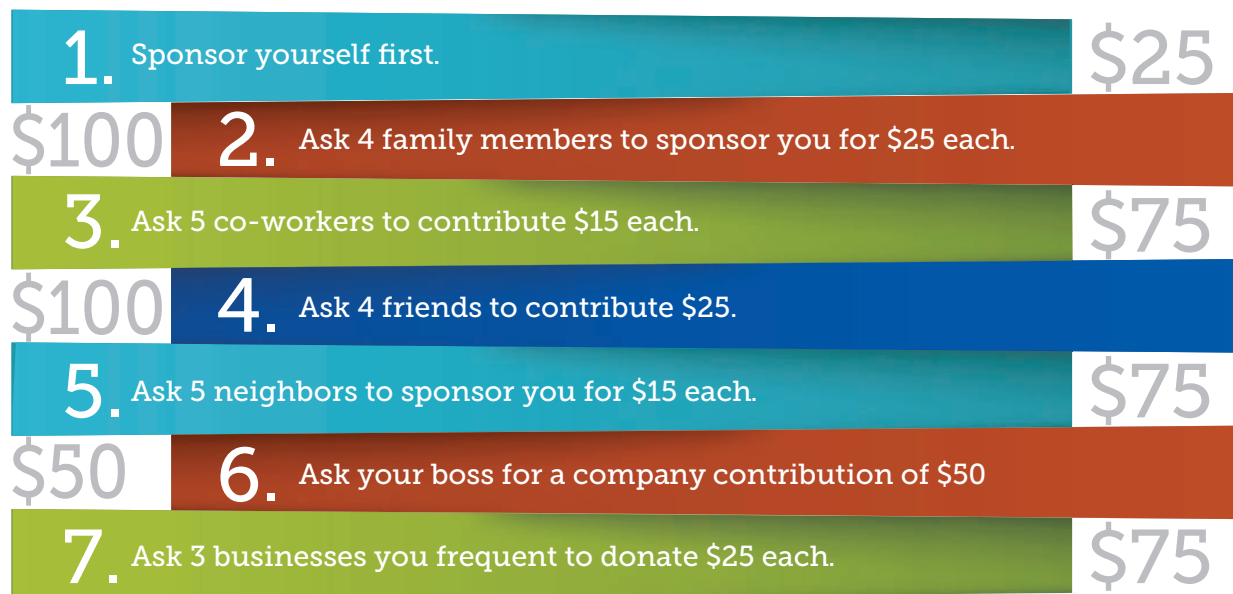 1. Sponsor yourself first. $25
$100 2. Ask 4 family members to sponsor you for $25 each.
3. Ask 5 co-workers to contribute $15 each. $75
$100 4. Ask 4 friends to contribute $25.
5. Ask 5 neighbors to sponsor you for $15 each. $75
$50 6. Ask your boss for a company contribution of $50
7. Ask 3 businesses you frequent to donate $25 each. $75